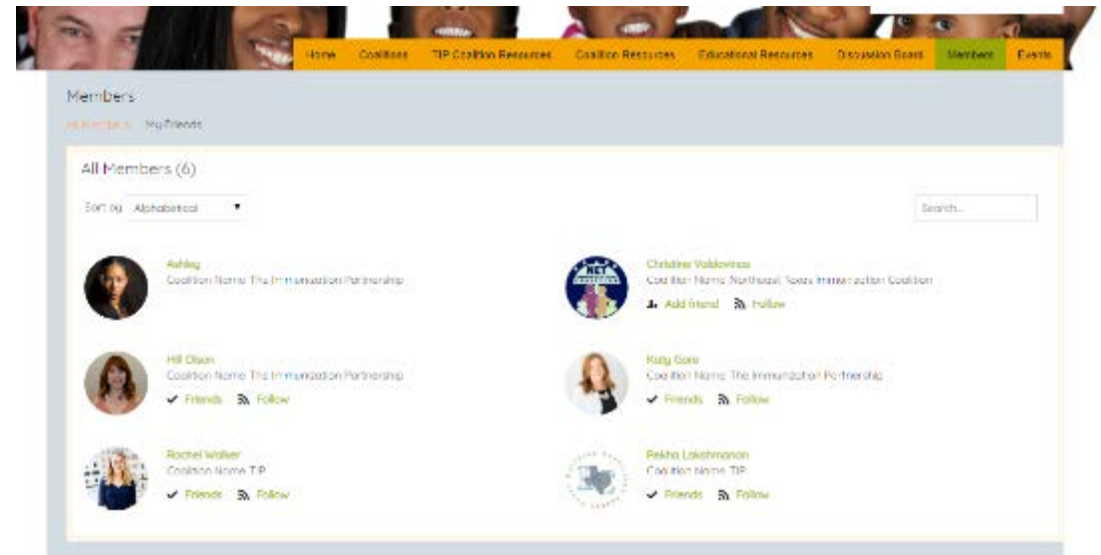 Home Coalitions TIP Coalition Resources Coalition Resources Educational Resources Discussion Board Members Events
Members
All Members My Friends
All Members (6)
Sort by Alphabetical Search...
Ashley
Coalition Name The Immunization Partnership
Christine Valdovinos
Coalition Name Northeast Texas Immunization Coalition
Add friend Follow
Hill Olson
Coalition Name The Immunization Partnership
Friends Follow
Katy Gore
Coalition Name The Immunization Partnership
Friends Follow
Rachel Walker
Coalition Name TIP
Friends Follow
Rekha Lakshmanan
Coalition Name TIP
Friends Follow
NET